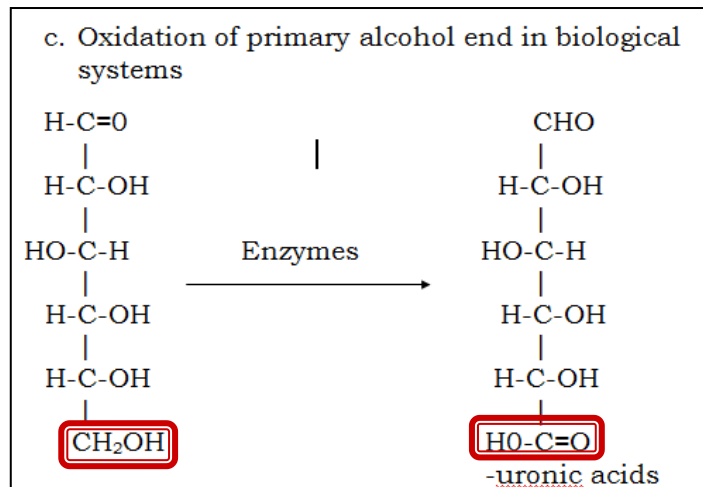 c. Oxidation of primary alcohol end in biological
systems
H-C=0 CHO
| | |
H-C-OH H-C-OH
| |
HO-C-H Enzymes HO-C-H
| |
H-C-OH H-C-OH
| |
H-C-OH H-C-OH
| |
CH₂OH H0-C=O
-uronic acids